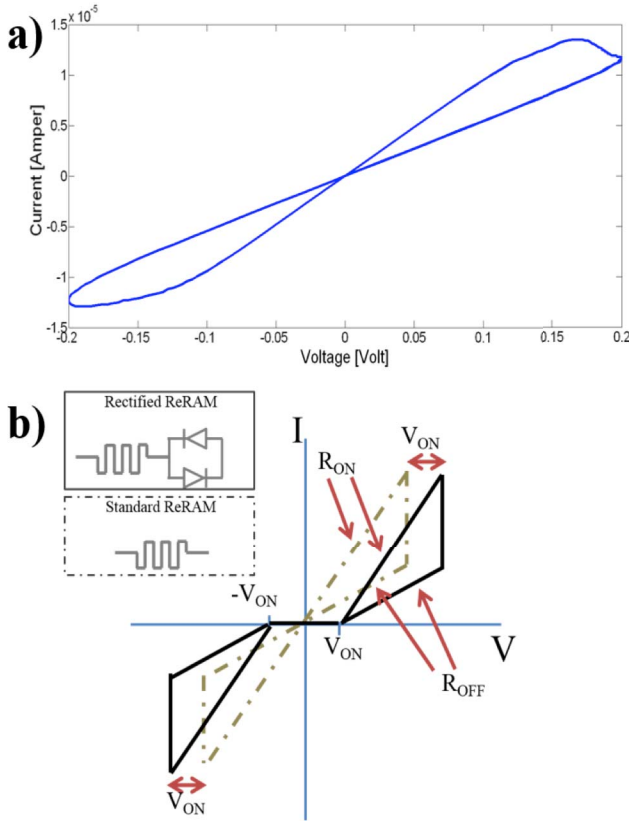 a)
1.5 x 10⁻⁵
1
0.5
0
-0.5
-1
-1.5
Current [Amper]
-0.2 -0.15 -0.1 -0.05 0 0.05 0.1 0.15 0.2
Voltage [Volt]
b)
Rectified ReRAM
Standard ReRAM
I
V_ON
R_ON
-V_ON
V_ON
V
R_OFF
V_ON